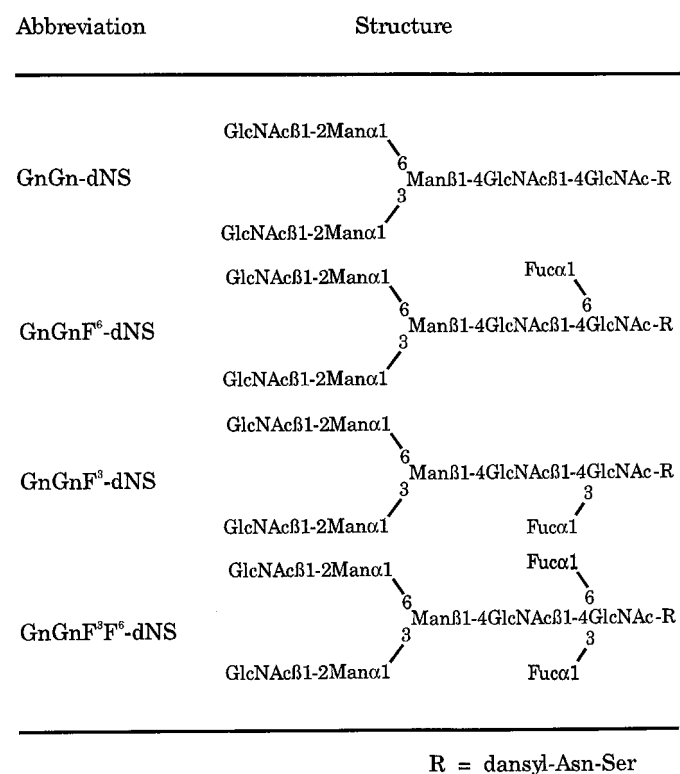 Abbreviation Structure
GlcNAcß1-2Manα1
6
GnGn-dNS Manß1-4GlcNAcß1-4GlcNAc-R
3
GlcNAcß1-2Manα1
GlcNAcß1-2Manα1 Fucα1
6 6
GnGnF⁶-dNS Manß1-4GlcNAcß1-4GlcNAc-R
3
GlcNAcß1-2Manα1
GlcNAcß1-2Manα1
6
GnGnF³-dNS Manß1-4GlcNAcß1-4GlcNAc-R
3 3
GlcNAcß1-2Manα1 Fucα1
GlcNAcß1-2Manα1 Fucα1
6 6
GnGnF³F⁶-dNS Manß1-4GlcNAcß1-4GlcNAc-R
3 3
GlcNAcß1-2Manα1 Fucα1
R = dansyl-Asn-Ser